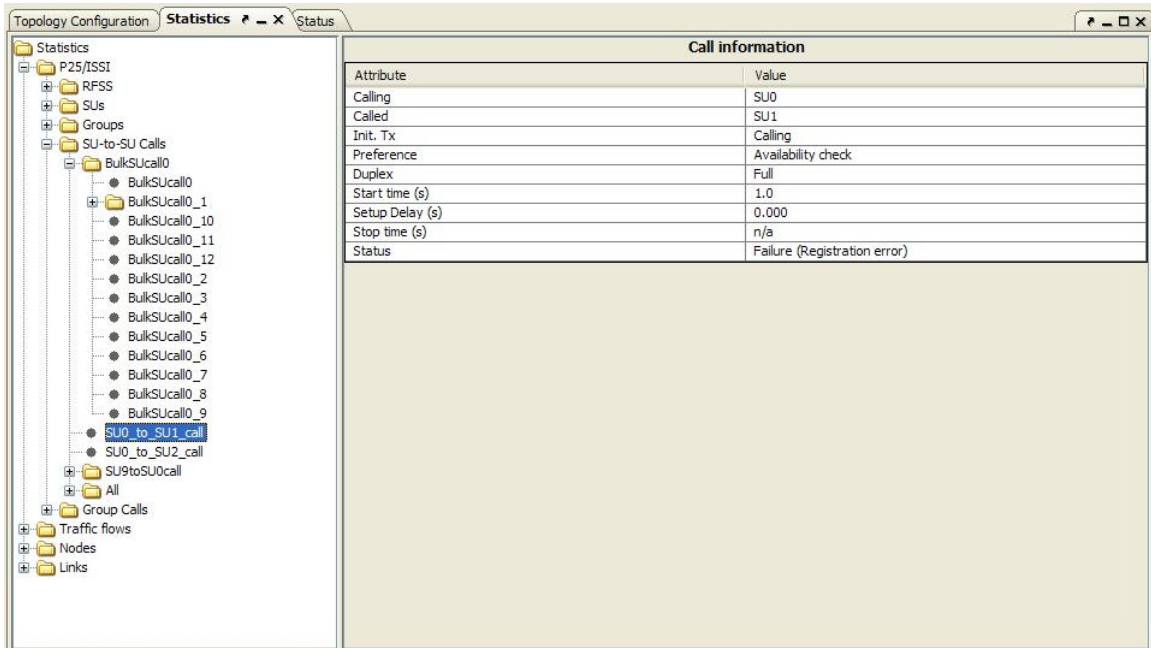 Topology Configuration Statistics Status
Statistics
P25/ISSI
RFSS
SUs
Groups
SU-to-SU Calls
BulkSUcall0
BulkSUcall0
BulkSUcall0_1
BulkSUcall0_10
BulkSUcall0_11
BulkSUcall0_12
BulkSUcall0_2
BulkSUcall0_3
BulkSUcall0_4
BulkSUcall0_5
BulkSUcall0_6
BulkSUcall0_7
BulkSUcall0_8
BulkSUcall0_9
SU0_to_SU1_call
SU0_to_SU2_call
SU9toSU0call
All
Group Calls
Traffic flows
Nodes
Links
Call information
Attribute Value
Calling SU0
Called SU1
Init. Tx Calling
Preference Availability check
Duplex Full
Start time (s) 1.0
Setup Delay (s) 0.000
Stop time (s) n/a
Status Failure (Registration error)